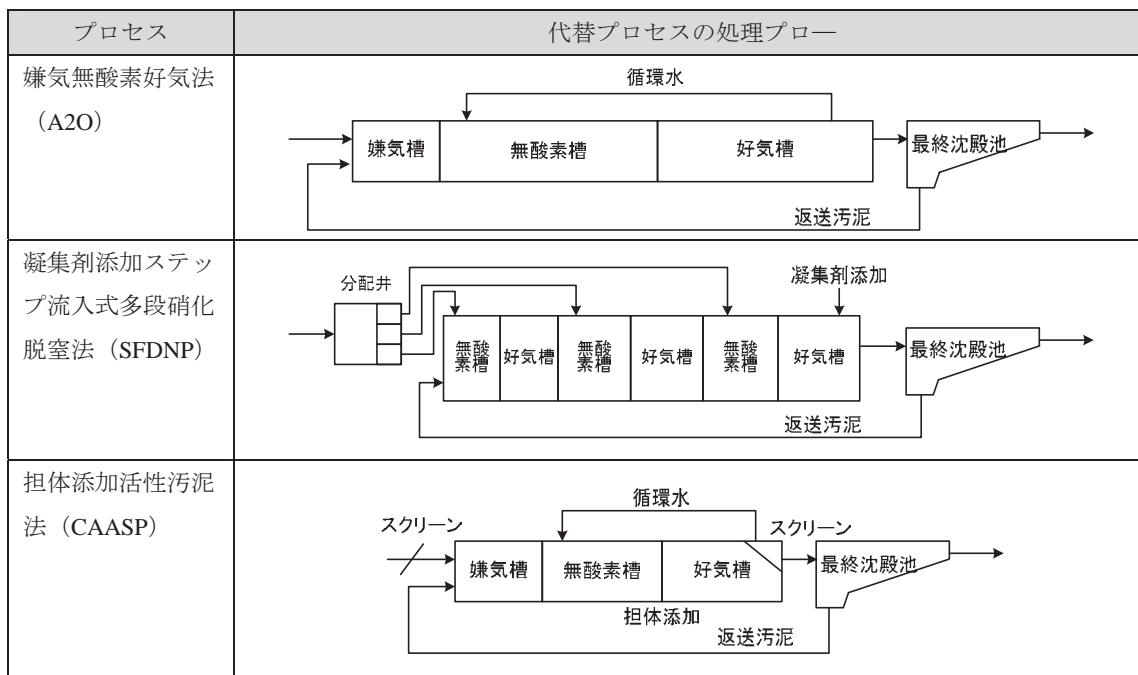 プロセス
代替プロセスの処理プロー
嫌気無酸素好気法
（A2O）
循環水
嫌気槽
無酸素槽
好気槽
最終沈殿池
返送汚泥
凝集剤添加ステッ
プ流入式多段硝化
脱窒法（SFDNP）
分配井
凝集剤添加
無酸
素槽
好気槽
無酸
素槽
好気槽
無酸
素槽
好気槽
最終沈殿池
返送汚泥
担体添加活性汚泥
法（CAASP）
循環水
スクリーン
スクリーン
嫌気槽
無酸素槽
好気槽
最終沈殿池
担体添加
返送汚泥